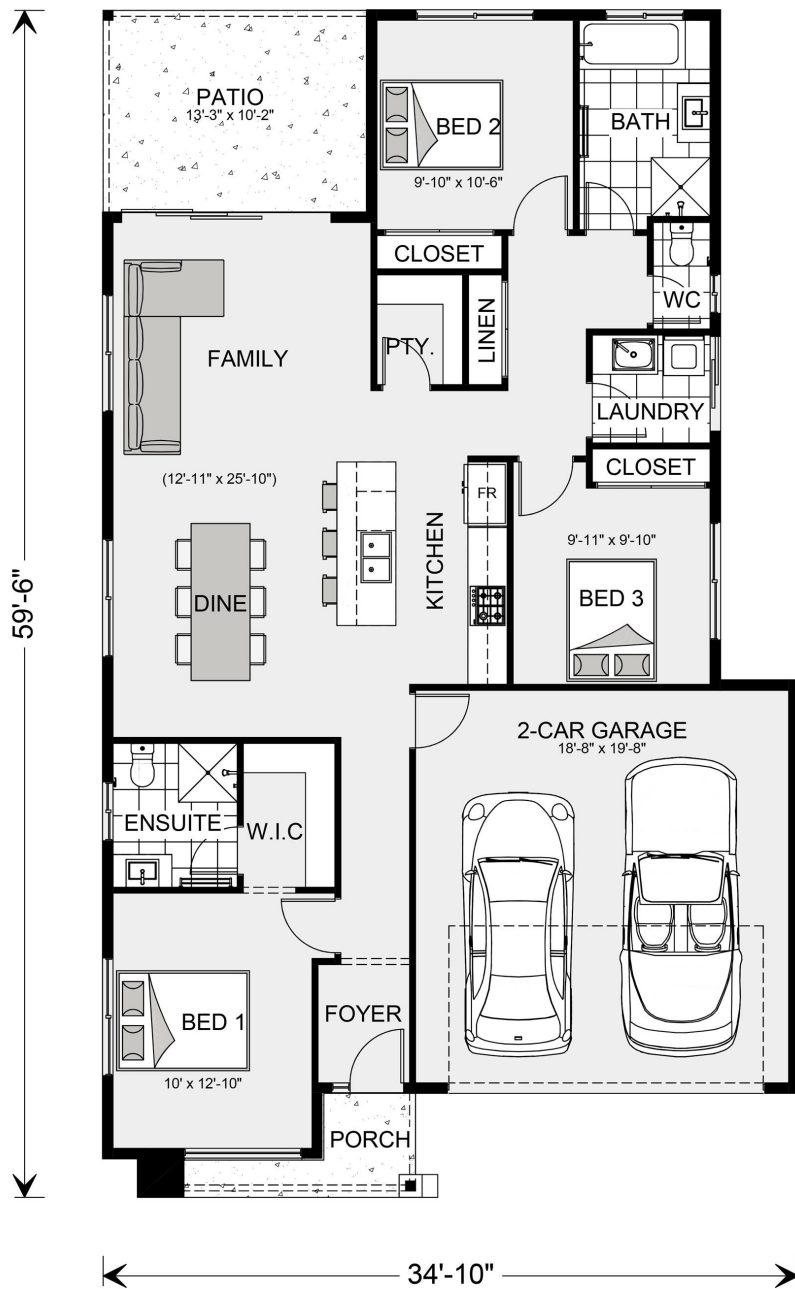 PATIO
13'-3" x 10'-2"
BED 2
9'-10" x 10'-6"
BATH
CLOSET
WC
PTY.
LINEN
FAMILY
(12'-11" x 25'-10")
LAUNDRY
CLOSET
FR
KITCHEN
9'-11" x 9'-10"
BED 3
DINE
59'-6"
2-CAR GARAGE
18'-8" x 19'-8"
ENSUITE
W.I.C
BED 1
10' x 12'-10"
FOYER
PORCH
34'-10"